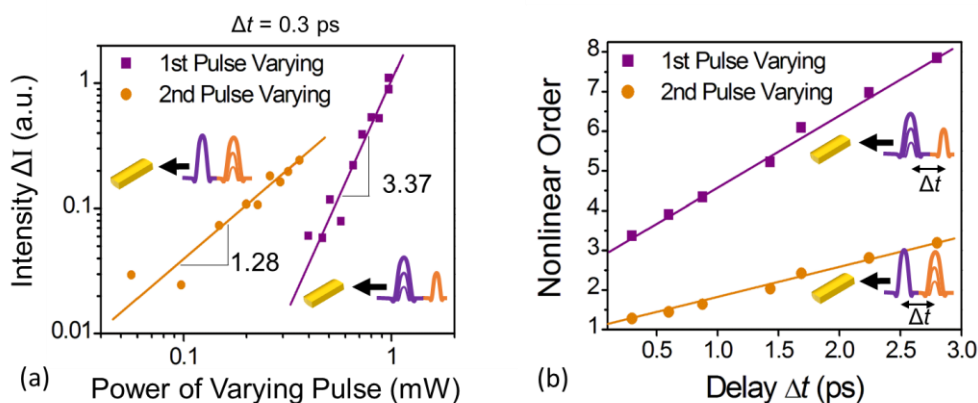 Δt = 0.3 ps
1st Pulse Varying
2nd Pulse Varying
Intensity ΔI (a.u.)
1
0.1
0.01
3.37
1.28
0.1
1
(a)
Power of Varying Pulse (mW)
1st Pulse Varying
2nd Pulse Varying
Nonlinear Order
8
7
6
5
4
3
2
1
Δt
Δt
0.5
1.0
1.5
2.0
2.5
3.0
(b)
Delay Δt (ps)